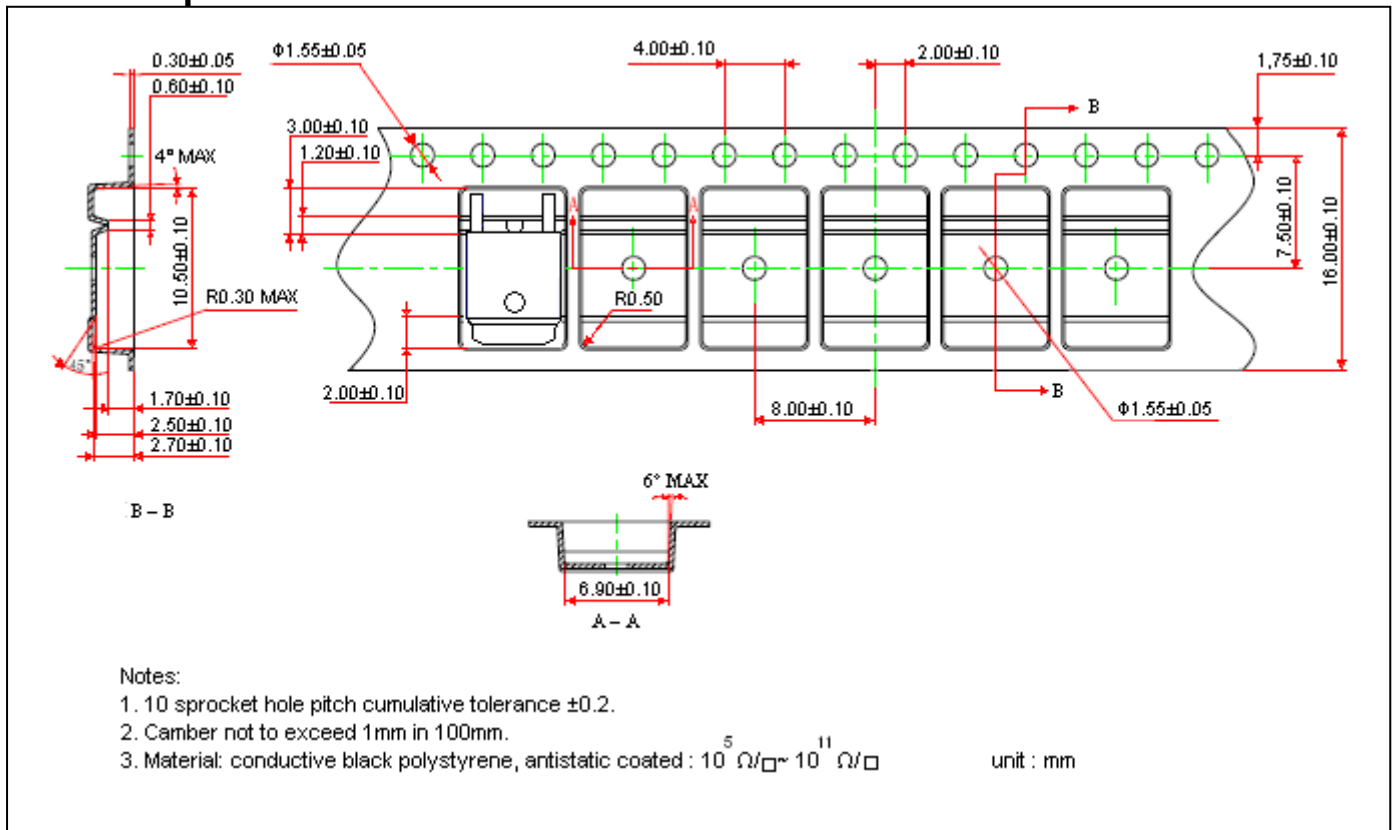 0.30±0.05
0.60±0.10
4° MAX
10.50±0.10
R0.30 MAX
45°
1.70±0.10
2.50±0.10
2.70±0.10
B – B
Φ1.55±0.05
4.00±0.10
2.00±0.10
1,75±0.10
3.00±0.10
1.20±0.10
B
A
A
7.50±0.10
16.00±0.10
R0.50
2.00±0.10
8.00±0.10
B
Φ1.55±0.05
6° MAX
6.90±0.10
A – A
Notes:
1. 10 sprocket hole pitch cumulative tolerance ±0.2.
2. Camber not to exceed 1mm in 100mm.
3. Material: conductive black polystyrene, antistatic coated : 10⁵ Ω/□~ 10¹¹ Ω/□ unit : mm